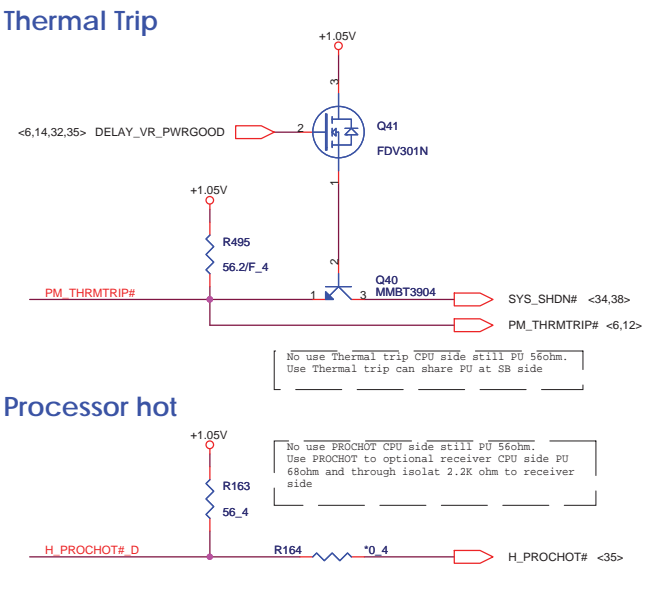 Thermal Trip
+1.05V
3
<6,14,32,35> DELAY_VR_PWRGOOD
2
Q41
FDV301N
1
+1.05V
R495
56.2/F_4
2
Q40
MMBT3904
PM_THRMTRIP#
1
3
SYS_SHDN# <34,38>
PM_THRMTRIP# <6,12>
No use Thermal trip CPU side still PU 56ohm.
Use Thermal trip can share PU at SB side
Processor hot
+1.05V
No use PROCHOT CPU side still PU 56ohm.
Use PROCHOT to optional receiver CPU side PU
68ohm and through isolat 2.2K ohm to receiver
side
R163
56_4
H_PROCHOT#_D
R164
*0_4
H_PROCHOT# <35>